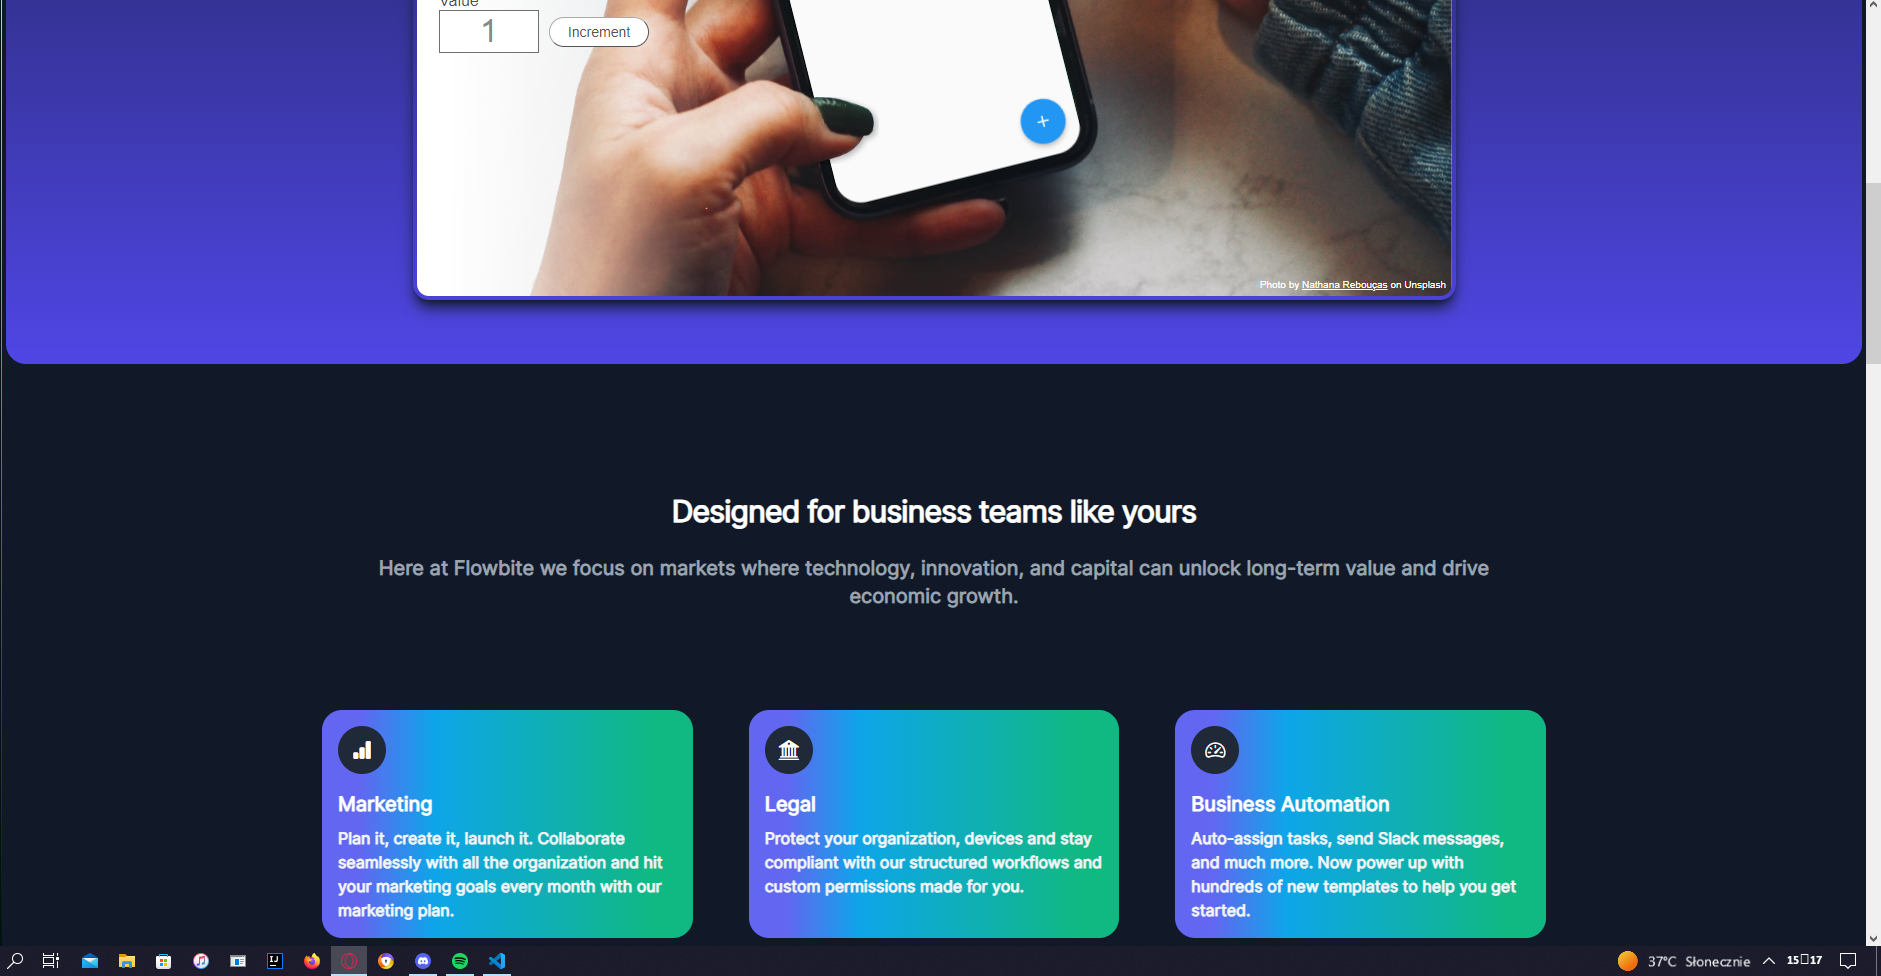 Value
1
Increment
Photo by Nathana Rebouças on Unsplash
Designed for business teams like yours
Here at Flowbite we focus on markets where technology, innovation, and capital can unlock long-term value and drive
economic growth.
Marketing
Plan it, create it, launch it. Collaborate
seamlessly with all the organization and hit
your marketing goals every month with our
marketing plan.
Legal
Protect your organization, devices and stay
compliant with our structured workflows and
custom permissions made for you.
Business Automation
Auto-assign tasks, send Slack messages,
and much more. Now power up with
hundreds of new templates to help you get
started.
37°C Słonecznie
15▯17